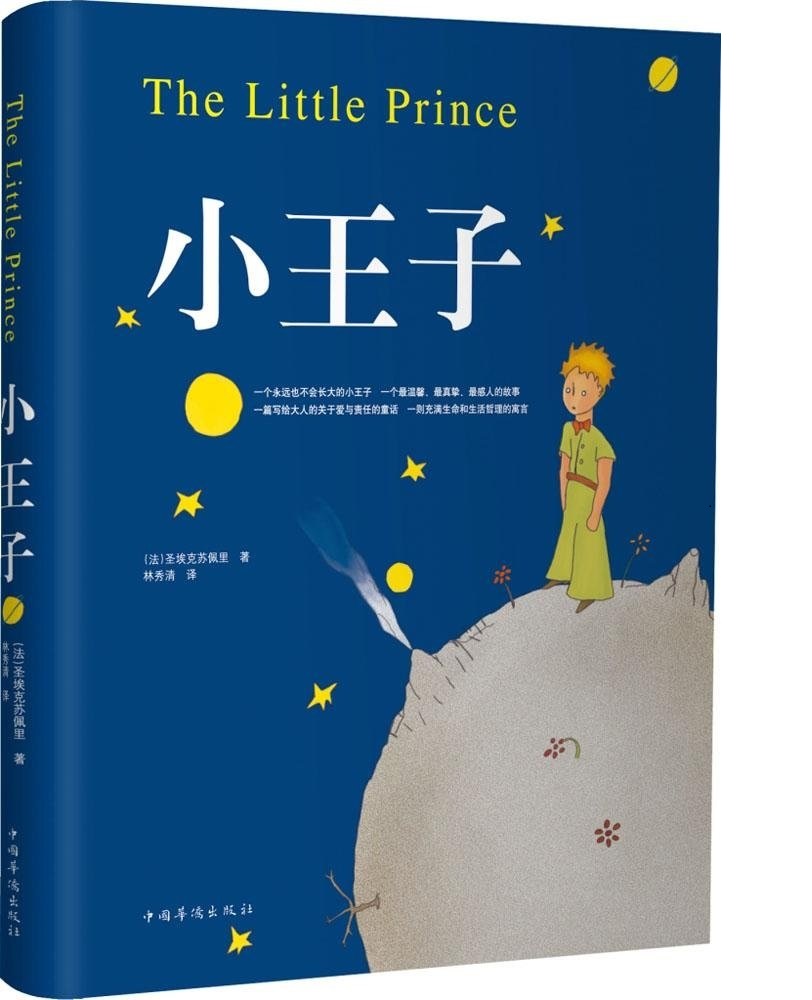 The Little Prince
小王子
一个永远也不会长大的小王子　一个最温馨、最真挚、最感人的故事
一篇写给大人的关于爱与责任的童话　一则充满生命和生活哲理的寓言
(法)圣埃克苏佩里　著
林秀清　译
中国华侨出版社
The Little Prince
小王子
(法)圣埃克苏佩里　著
林秀清　译
中国华侨出版社